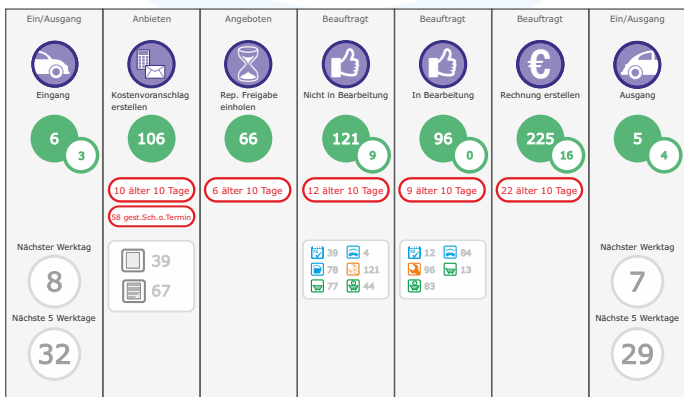 Ein/Ausgang
Eingang
6
3
Nächster Werktag
8
Nächste 5 Werktage
32
Anbieten
Kostenvoranschlag
erstellen
106
10 älter 10 Tage
58 gest.Sch.o.Termin
39
67
Angeboten
Rep. Freigabe
einholen
66
6 älter 10 Tage
Beauftragt
Nicht in Bearbeitung
121
9
12 älter 10 Tage
39 4
78 121
77 44
Beauftragt
In Bearbeitung
96
0
9 älter 10 Tage
12 84
96 13
83
Beauftragt
€
Rechnung erstellen
225
16
22 älter 10 Tage
Ein/Ausgang
Ausgang
5
4
Nächster Werktag
7
Nächste 5 Werktage
29